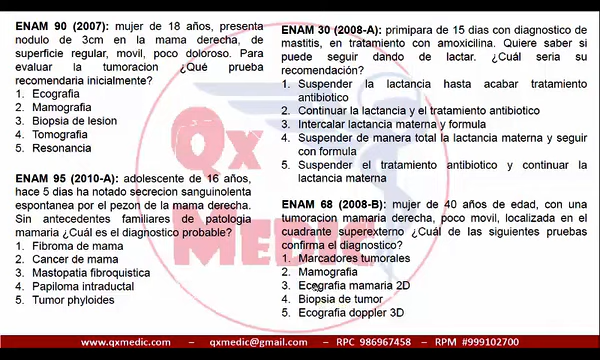 ENAM 90 (2007): mujer de 18 años, presenta
nodulo de 3cm en la mama derecha, de
superficie regular, movil, poco doloroso. Para
evaluar la tumoracion ¿Qué prueba
recomendaria inicialmente?
1. Ecografia
2. Mamografia
3. Biopsia de lesion
4. Tomografia
5. Resonancia
ENAM 95 (2010-A): adolescente de 16 años,
hace 5 dias ha notado secrecion sanguinolenta
espontanea por el pezon de la mama derecha.
Sin antecedentes familiares de patologia
mamaria ¿Cuál es el diagnostico probable?
1. Fibroma de mama
2. Cancer de mama
3. Mastopatia fibroquistica
4. Papiloma intraductal
5. Tumor phyloides
ENAM 30 (2008-A): primipara de 15 dias con diagnostico de
mastitis, en tratamiento con amoxicilina. Quiere saber si
puede seguir dando de lactar. ¿Cuál seria su
recomendación?
1. Suspender la lactancia hasta acabar tratamiento
antibiotico
2. Continuar la lactancia y el tratamiento antibiotico
3. Intercalar lactancia materna y formula
4. Suspender de manera total la lactancia materna y seguir
con formula
5. Suspender el tratamiento antibiotico y continuar la
lactancia materna
ENAM 68 (2008-B): mujer de 40 años de edad, con una
tumoracion mamaria derecha, poco movil, localizada en el
cuadrante superexterno ¿Cuál de las siguientes pruebas
confirma el diagnostico?
1. Marcadores tumorales
2. Mamografia
3. Ecografia mamaria 2D
4. Biopsia de tumor
5. Ecografia doppler 3D
Qx
MEDIC
www.qxmedic.com – qxmedic@gmail.com – RPC 986967458 – RPM #999102700